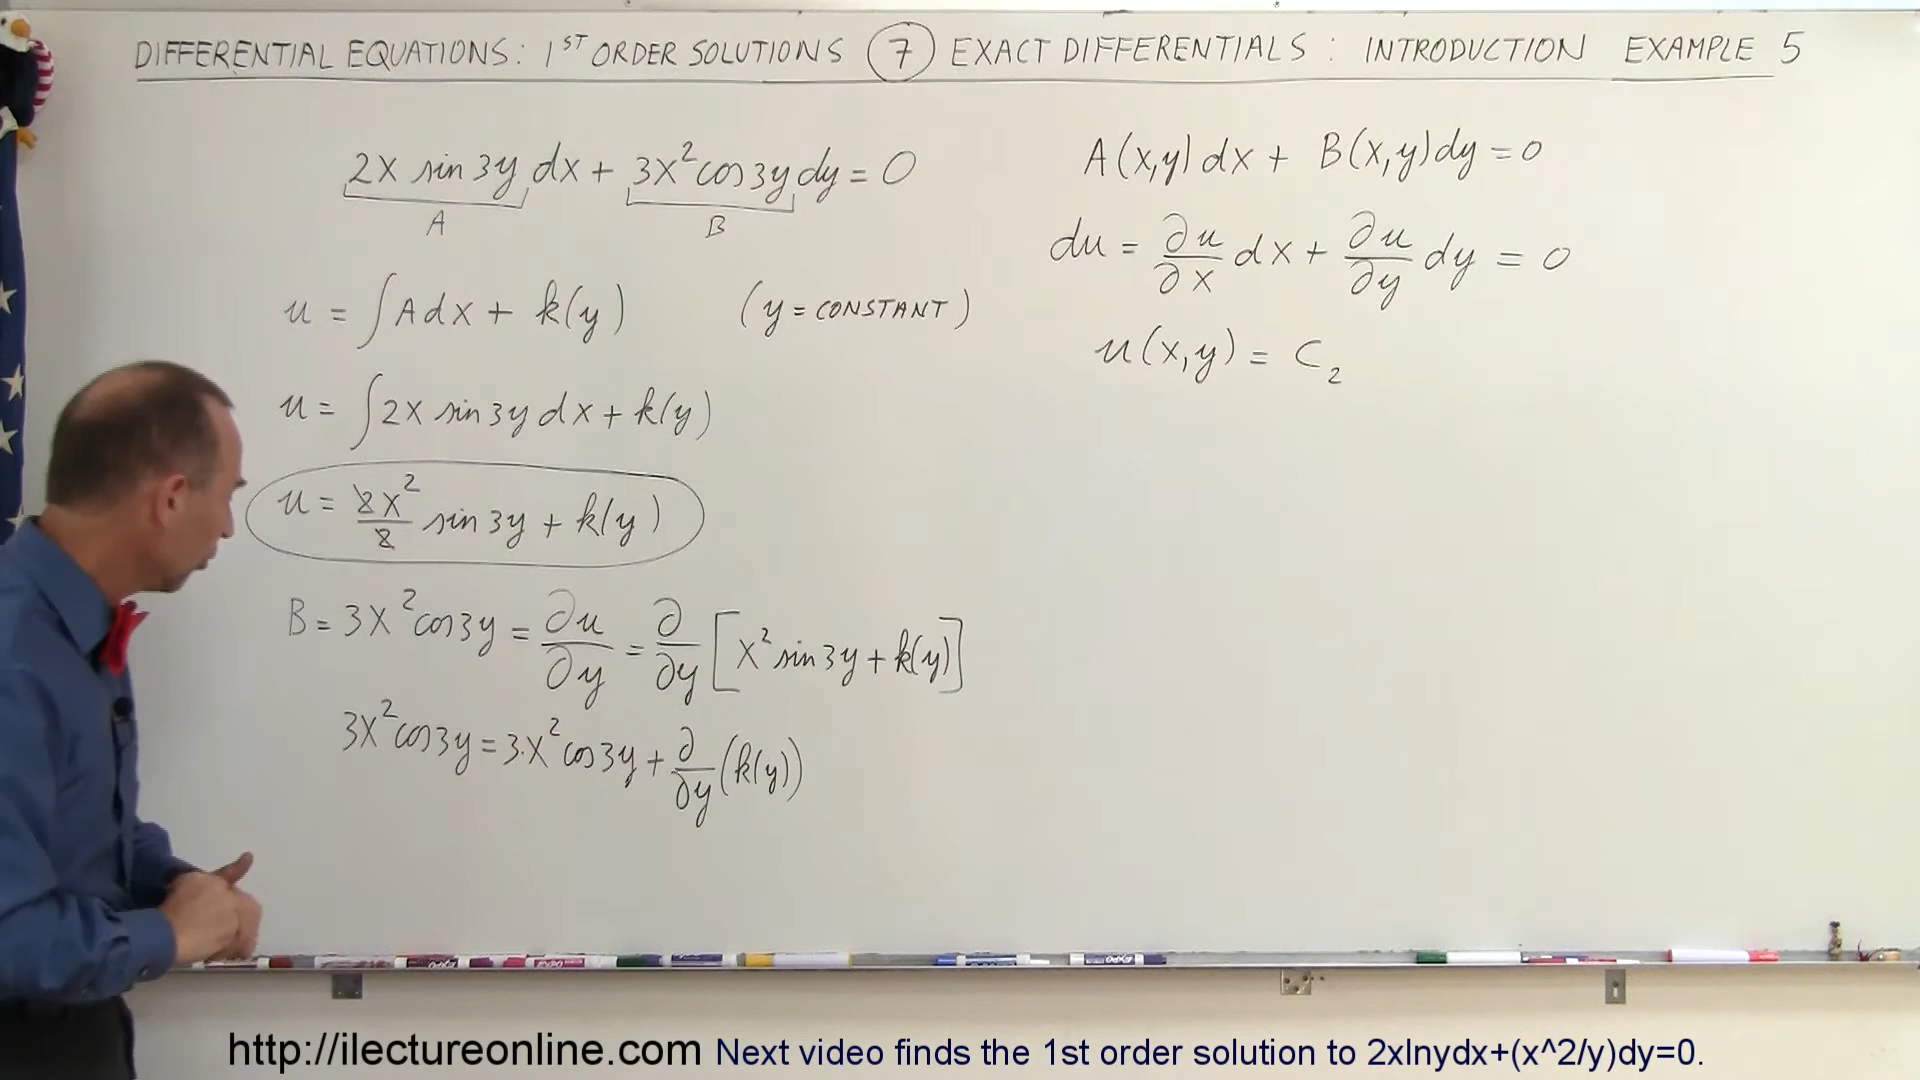 DIFFERENTIAL EQUATIONS: 1ST ORDER SOLUTIONS 7 EXACT DIFFERENTIALS: INTRODUCTION EXAMPLE 5
2x sin 3y dx + 3x² cos 3y dy = 0
A B
u = ∫ A dx + k(y) (y = CONSTANT)
u = ∫ 2x sin 3y dx + k(y)
u = 2x²/2 sin 3y + k(y)
B = 3x² cos 3y = ∂u/∂y = ∂/∂y [x² sin 3y + k(y)]
3x² cos 3y = 3·x² cos 3y + ∂/∂y (k(y))
A(x,y) dx + B(x,y) dy = 0
du = ∂u/∂x dx + ∂u/∂y dy = 0
u(x,y) = C₂
http://ilectureonline.com Next video finds the 1st order solution to 2xlnydx+(x^2/y)dy=0.